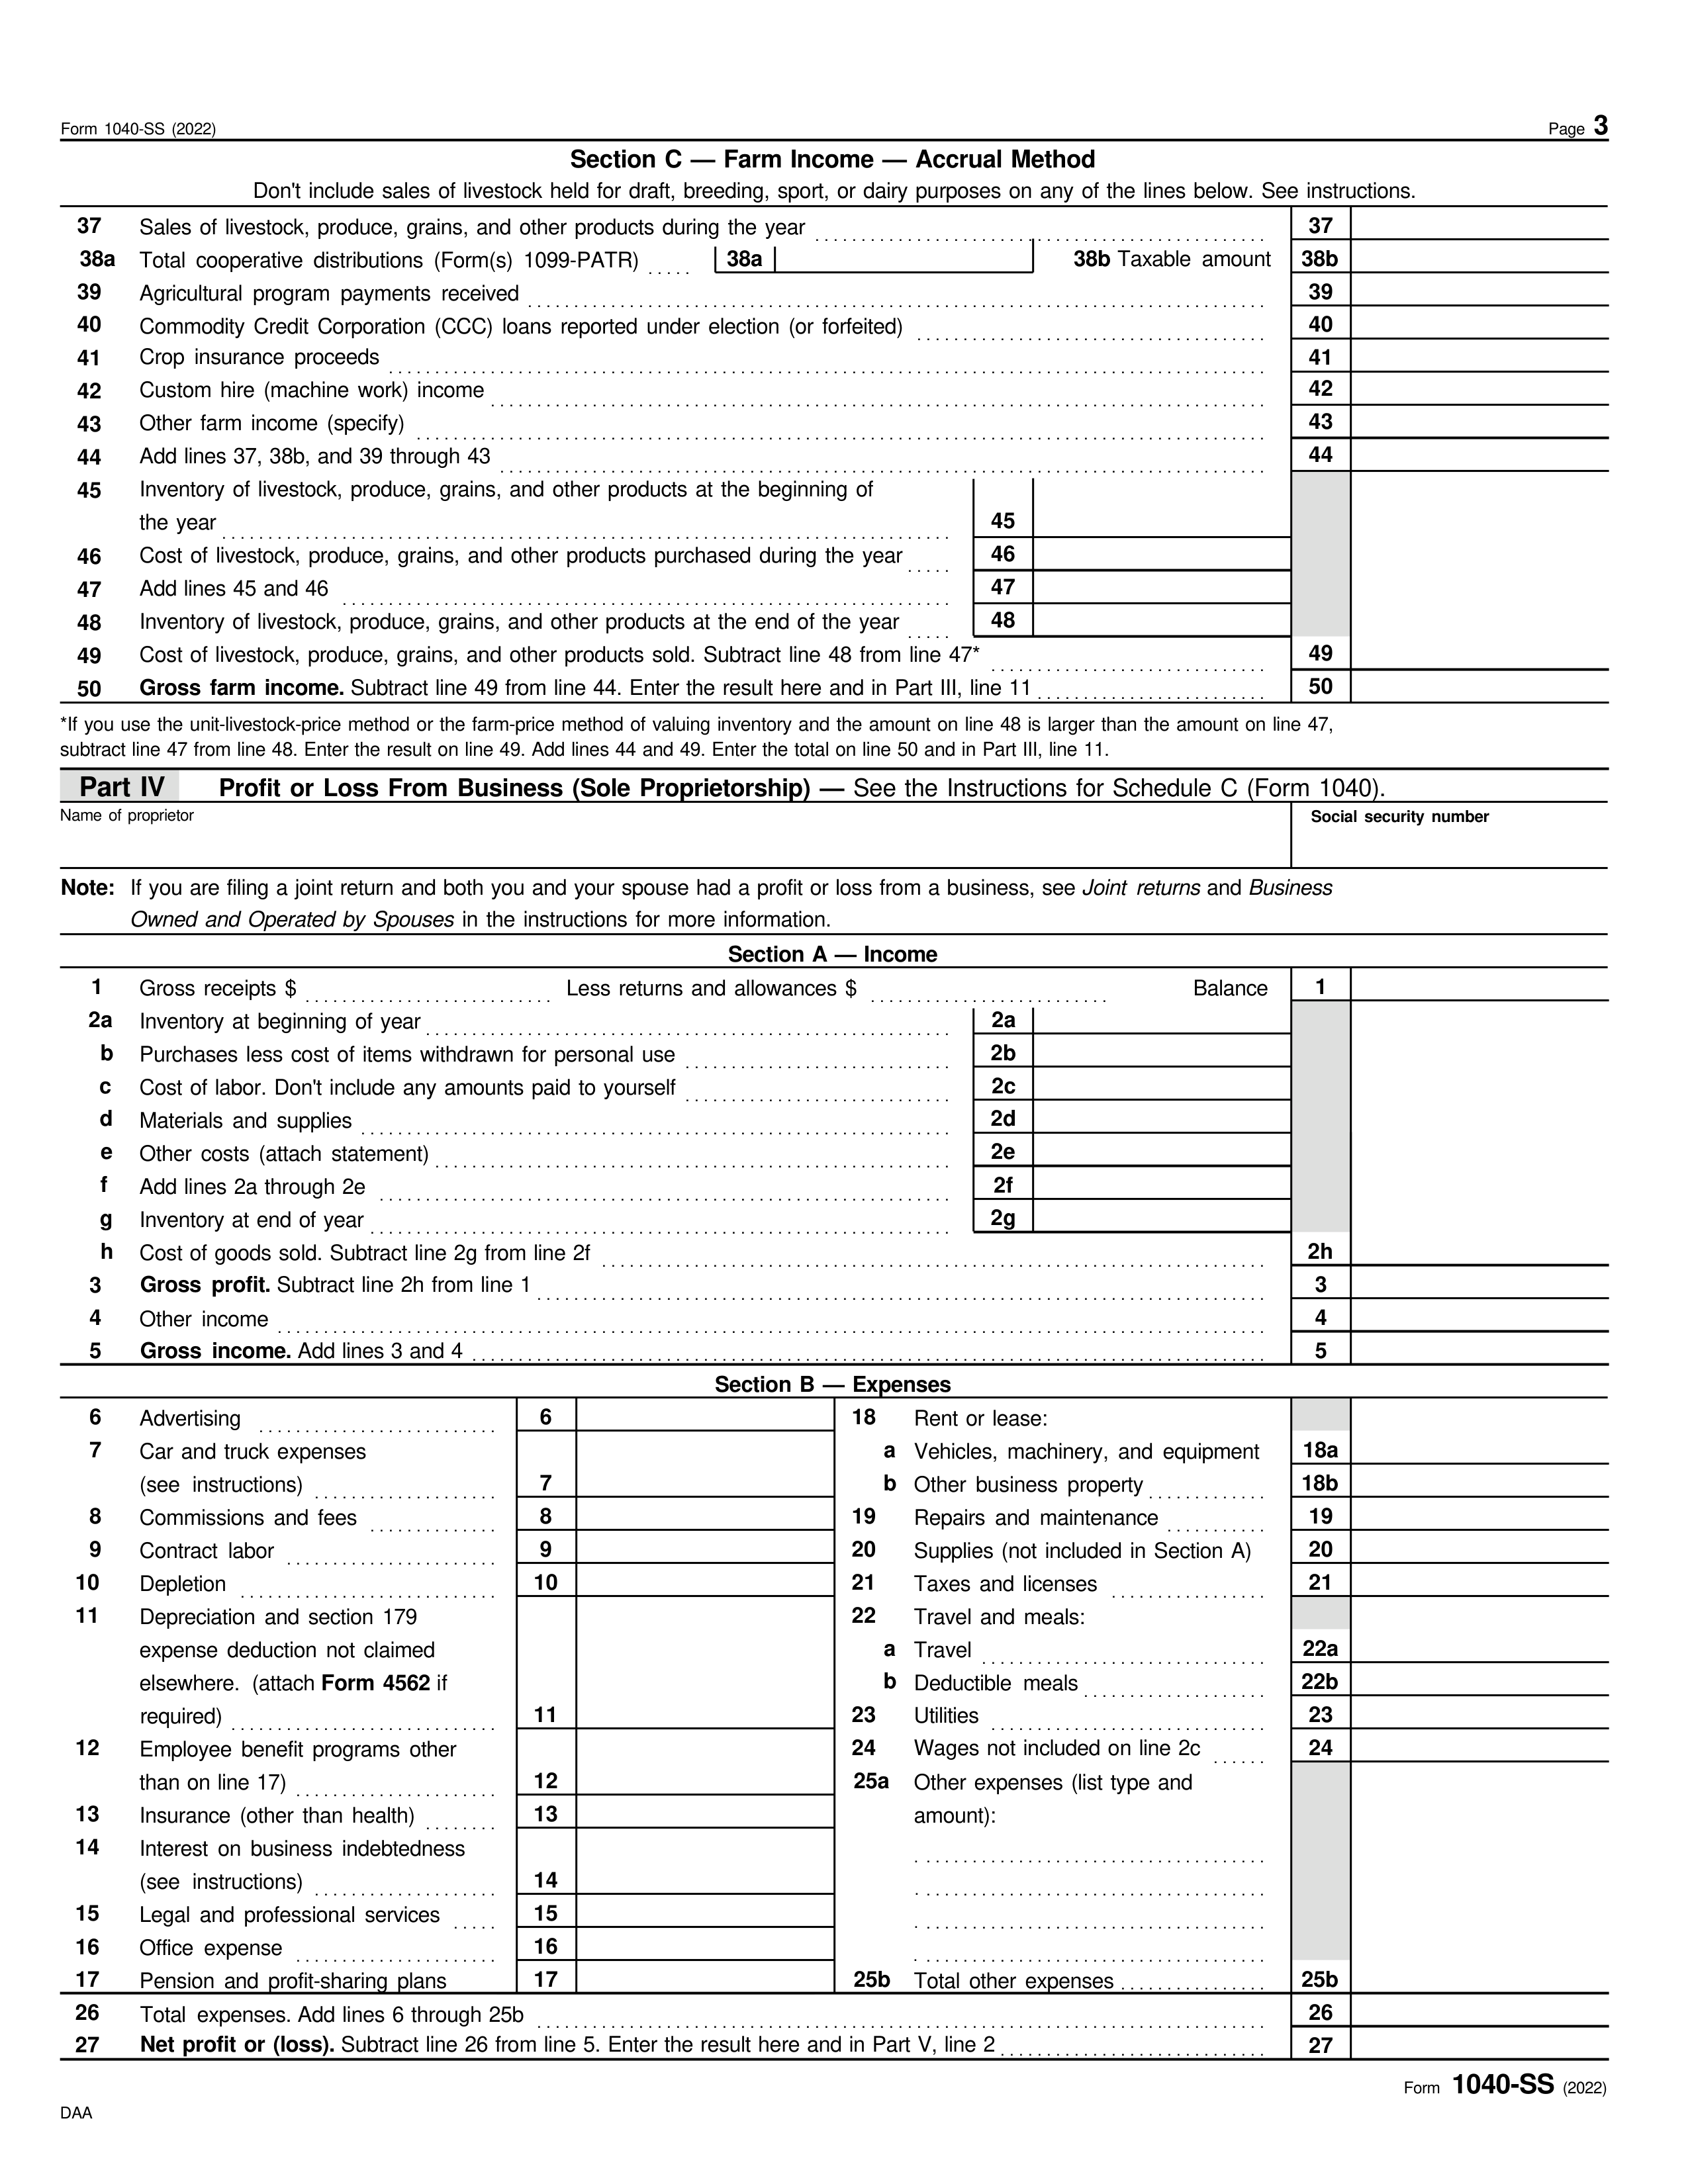 Form 1040-SS (2022) Page 3
Section C — Farm Income — Accrual Method
Don't include sales of livestock held for draft, breeding, sport, or dairy purposes on any of the lines below. See instructions.
37 Sales of livestock, produce, grains, and other products during the year 37
38a Total cooperative distributions (Form(s) 1099-PATR) 38a 38b Taxable amount 38b
39 Agricultural program payments received 39
40 Commodity Credit Corporation (CCC) loans reported under election (or forfeited) 40
41 Crop insurance proceeds 41
42 Custom hire (machine work) income 42
43 Other farm income (specify) 43
44 Add lines 37, 38b, and 39 through 43 44
45 Inventory of livestock, produce, grains, and other products at the beginning of
the year 45
46 Cost of livestock, produce, grains, and other products purchased during the year 46
47 Add lines 45 and 46 47
48 Inventory of livestock, produce, grains, and other products at the end of the year 48
49 Cost of livestock, produce, grains, and other products sold. Subtract line 48 from line 47* 49
50 Gross farm income. Subtract line 49 from line 44. Enter the result here and in Part III, line 11 50
*If you use the unit-livestock-price method or the farm-price method of valuing inventory and the amount on line 48 is larger than the amount on line 47,
subtract line 47 from line 48. Enter the result on line 49. Add lines 44 and 49. Enter the total on line 50 and in Part III, line 11.
Part IV Profit or Loss From Business (Sole Proprietorship) — See the Instructions for Schedule C (Form 1040).
Name of proprietor Social security number
Note: If you are filing a joint return and both you and your spouse had a profit or loss from a business, see Joint returns and Business
Owned and Operated by Spouses in the instructions for more information.
Section A — Income
1 Gross receipts $ Less returns and allowances $ Balance 1
2a Inventory at beginning of year 2a
b Purchases less cost of items withdrawn for personal use 2b
c Cost of labor. Don't include any amounts paid to yourself 2c
d Materials and supplies 2d
e Other costs (attach statement) 2e
f Add lines 2a through 2e 2f
g Inventory at end of year 2g
h Cost of goods sold. Subtract line 2g from line 2f 2h
3 Gross profit. Subtract line 2h from line 1 3
4 Other income 4
5 Gross income. Add lines 3 and 4 5
Section B — Expenses
6 Advertising 6
7 Car and truck expenses
(see instructions) 7
8 Commissions and fees 8
9 Contract labor 9
10 Depletion 10
11 Depreciation and section 179
expense deduction not claimed
elsewhere. (attach Form 4562 if
required) 11
12 Employee benefit programs other
than on line 17) 12
13 Insurance (other than health) 13
14 Interest on business indebtedness
(see instructions) 14
15 Legal and professional services 15
16 Office expense 16
17 Pension and profit-sharing plans 17
18 Rent or lease:
a Vehicles, machinery, and equipment 18a
b Other business property 18b
19 Repairs and maintenance 19
20 Supplies (not included in Section A) 20
21 Taxes and licenses 21
22 Travel and meals:
a Travel 22a
b Deductible meals 22b
23 Utilities 23
24 Wages not included on line 2c 24
25a Other expenses (list type and
amount):
25b Total other expenses 25b
26 Total expenses. Add lines 6 through 25b 26
27 Net profit or (loss). Subtract line 26 from line 5. Enter the result here and in Part V, line 2 27
Form 1040-SS (2022)
DAA